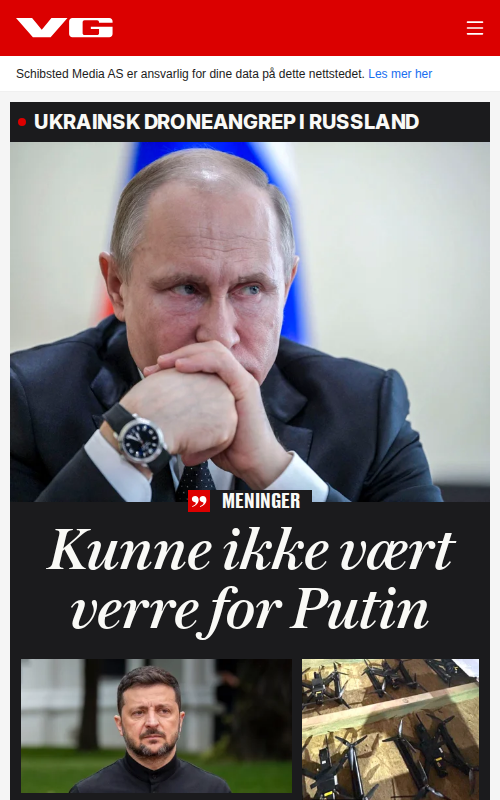 VG
Schibsted Media AS er ansvarlig for dine data på dette nettstedet. Les mer her
UKRAINSK DRONEANGREP I RUSSLAND
MENINGER
Kunne ikke vært
verre for Putin